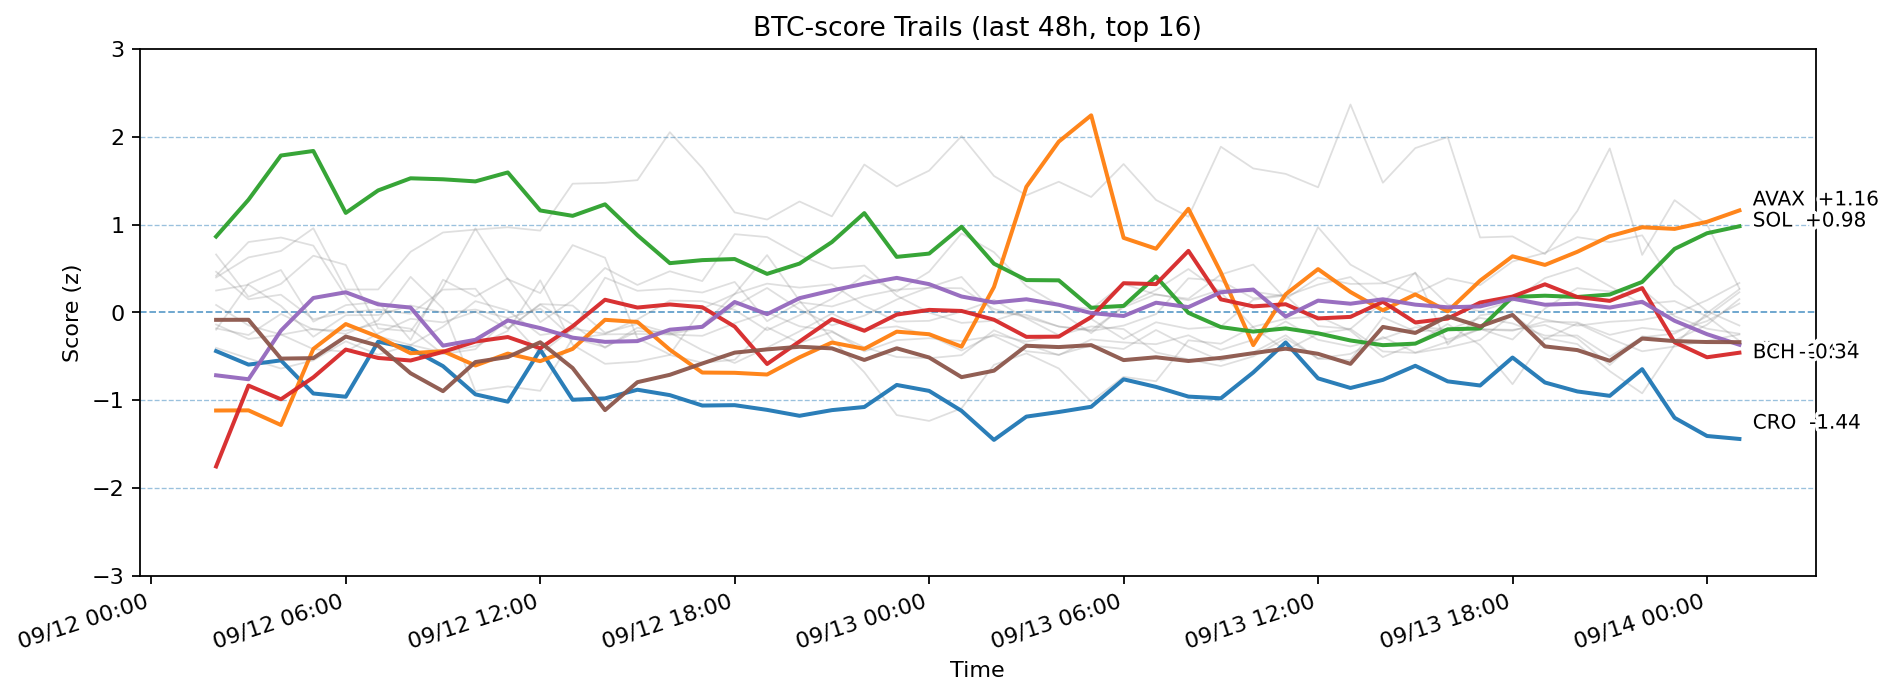 BTC-score Trails (last 48h, top 16)
Score (z)
3
2
1
0
−1
−2
−3
AVAX +1.16
SOL +0.98
BCH -0.34
CRO -1.44
09/12 00:00
09/12 06:00
09/12 12:00
09/12 18:00
09/13 00:00
09/13 06:00
09/13 12:00
09/13 18:00
09/14 00:00
Time